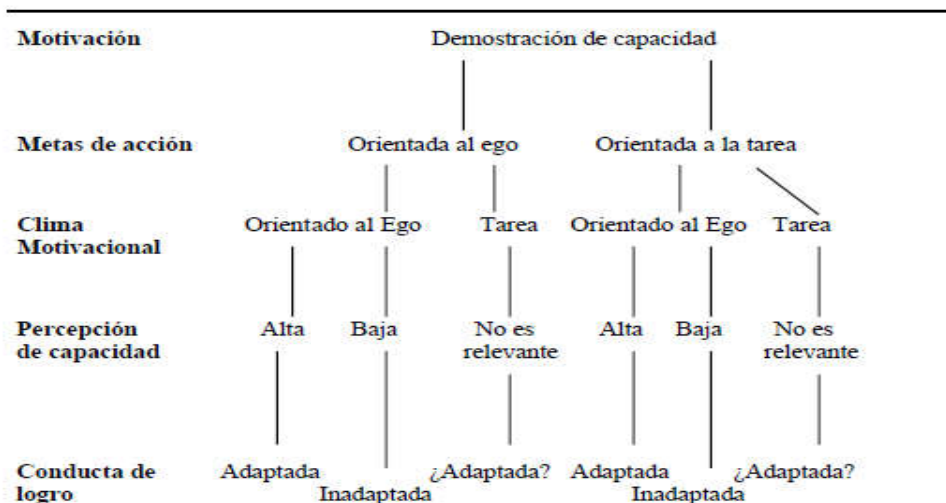 Motivación Demostración de capacidad
Metas de acción Orientada al ego Orientada a la tarea
Clima Orientado al Ego Tarea Orientado al Ego Tarea
Motivacional
Percepción Alta Baja No es Alta Baja No es
de capacidad relevante relevante
Conducta de Adaptada ¿Adaptada? Adaptada ¿Adaptada?
logro Inadaptada Inadaptada